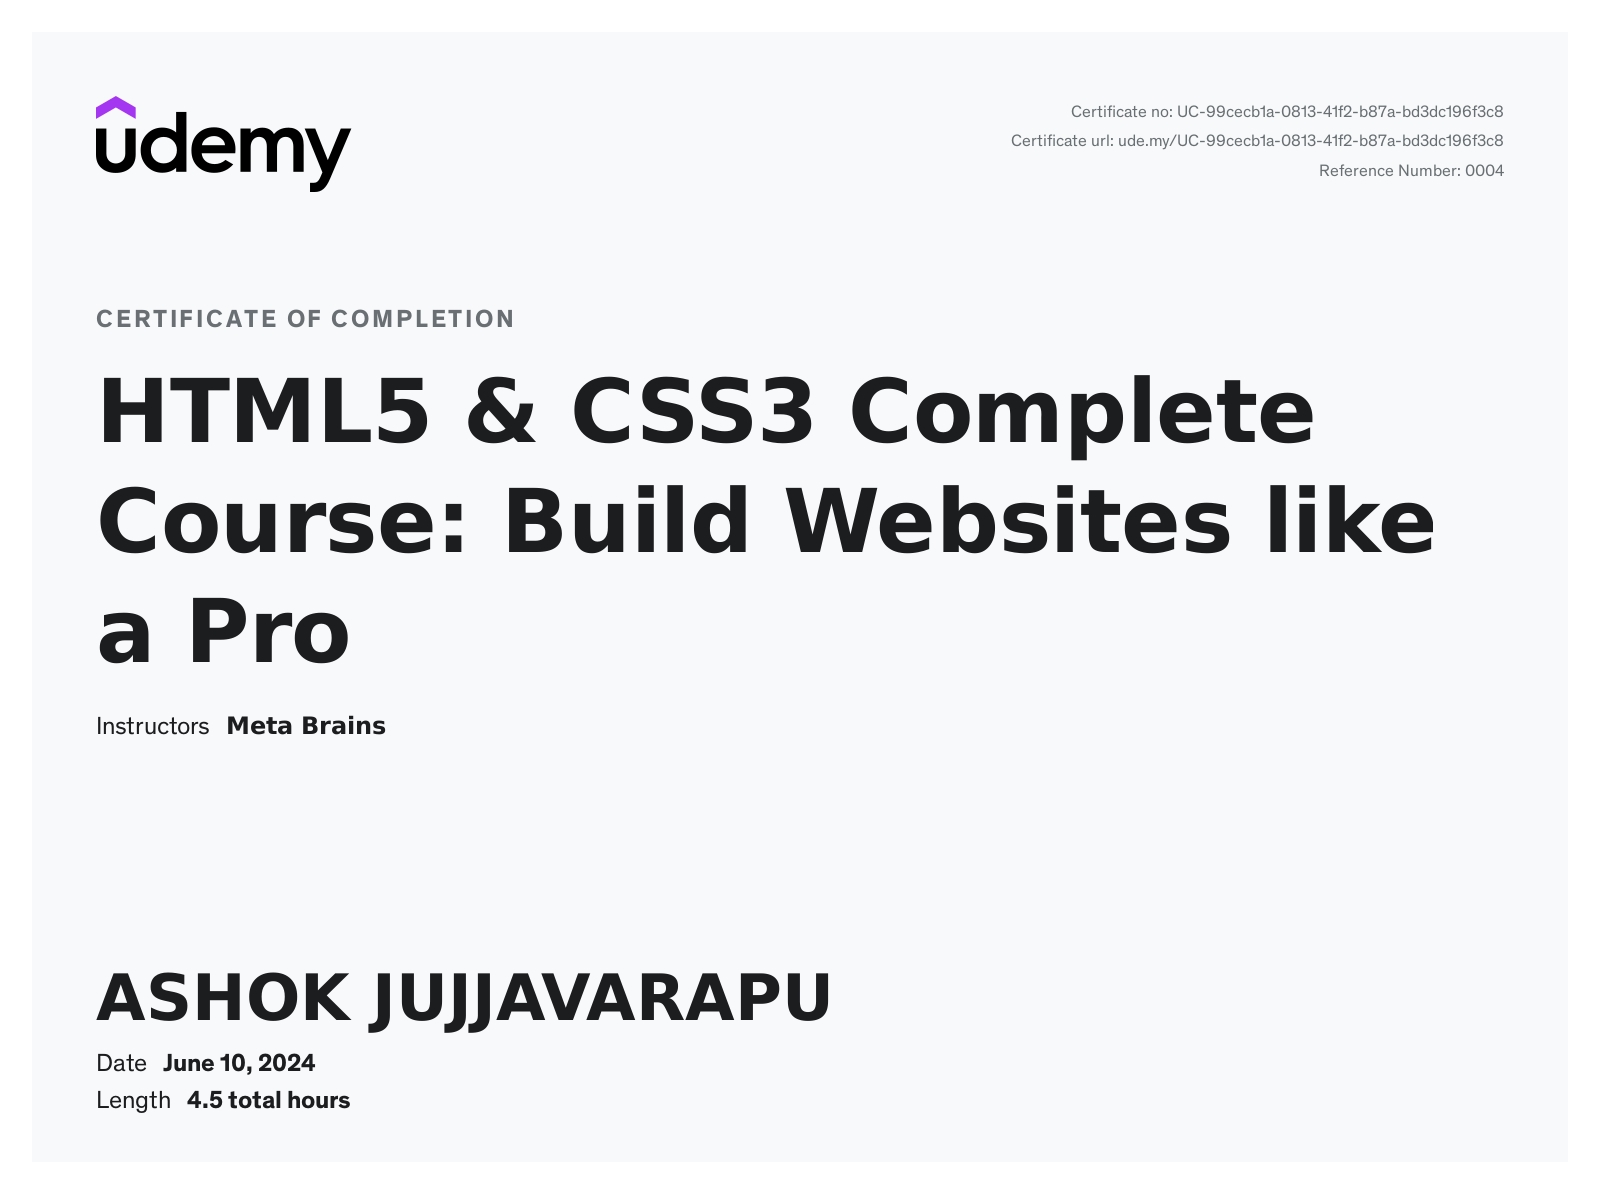 udemy
Certificate no: UC-99cecb1a-0813-41f2-b87a-bd3dc196f3c8
Certificate url: ude.my/UC-99cecb1a-0813-41f2-b87a-bd3dc196f3c8
Reference Number: 0004
CERTIFICATE OF COMPLETION
HTML5 & CSS3 Complete
Course: Build Websites like
a Pro
Instructors Meta Brains
ASHOK JUJJAVARAPU
Date June 10, 2024
Length 4.5 total hours